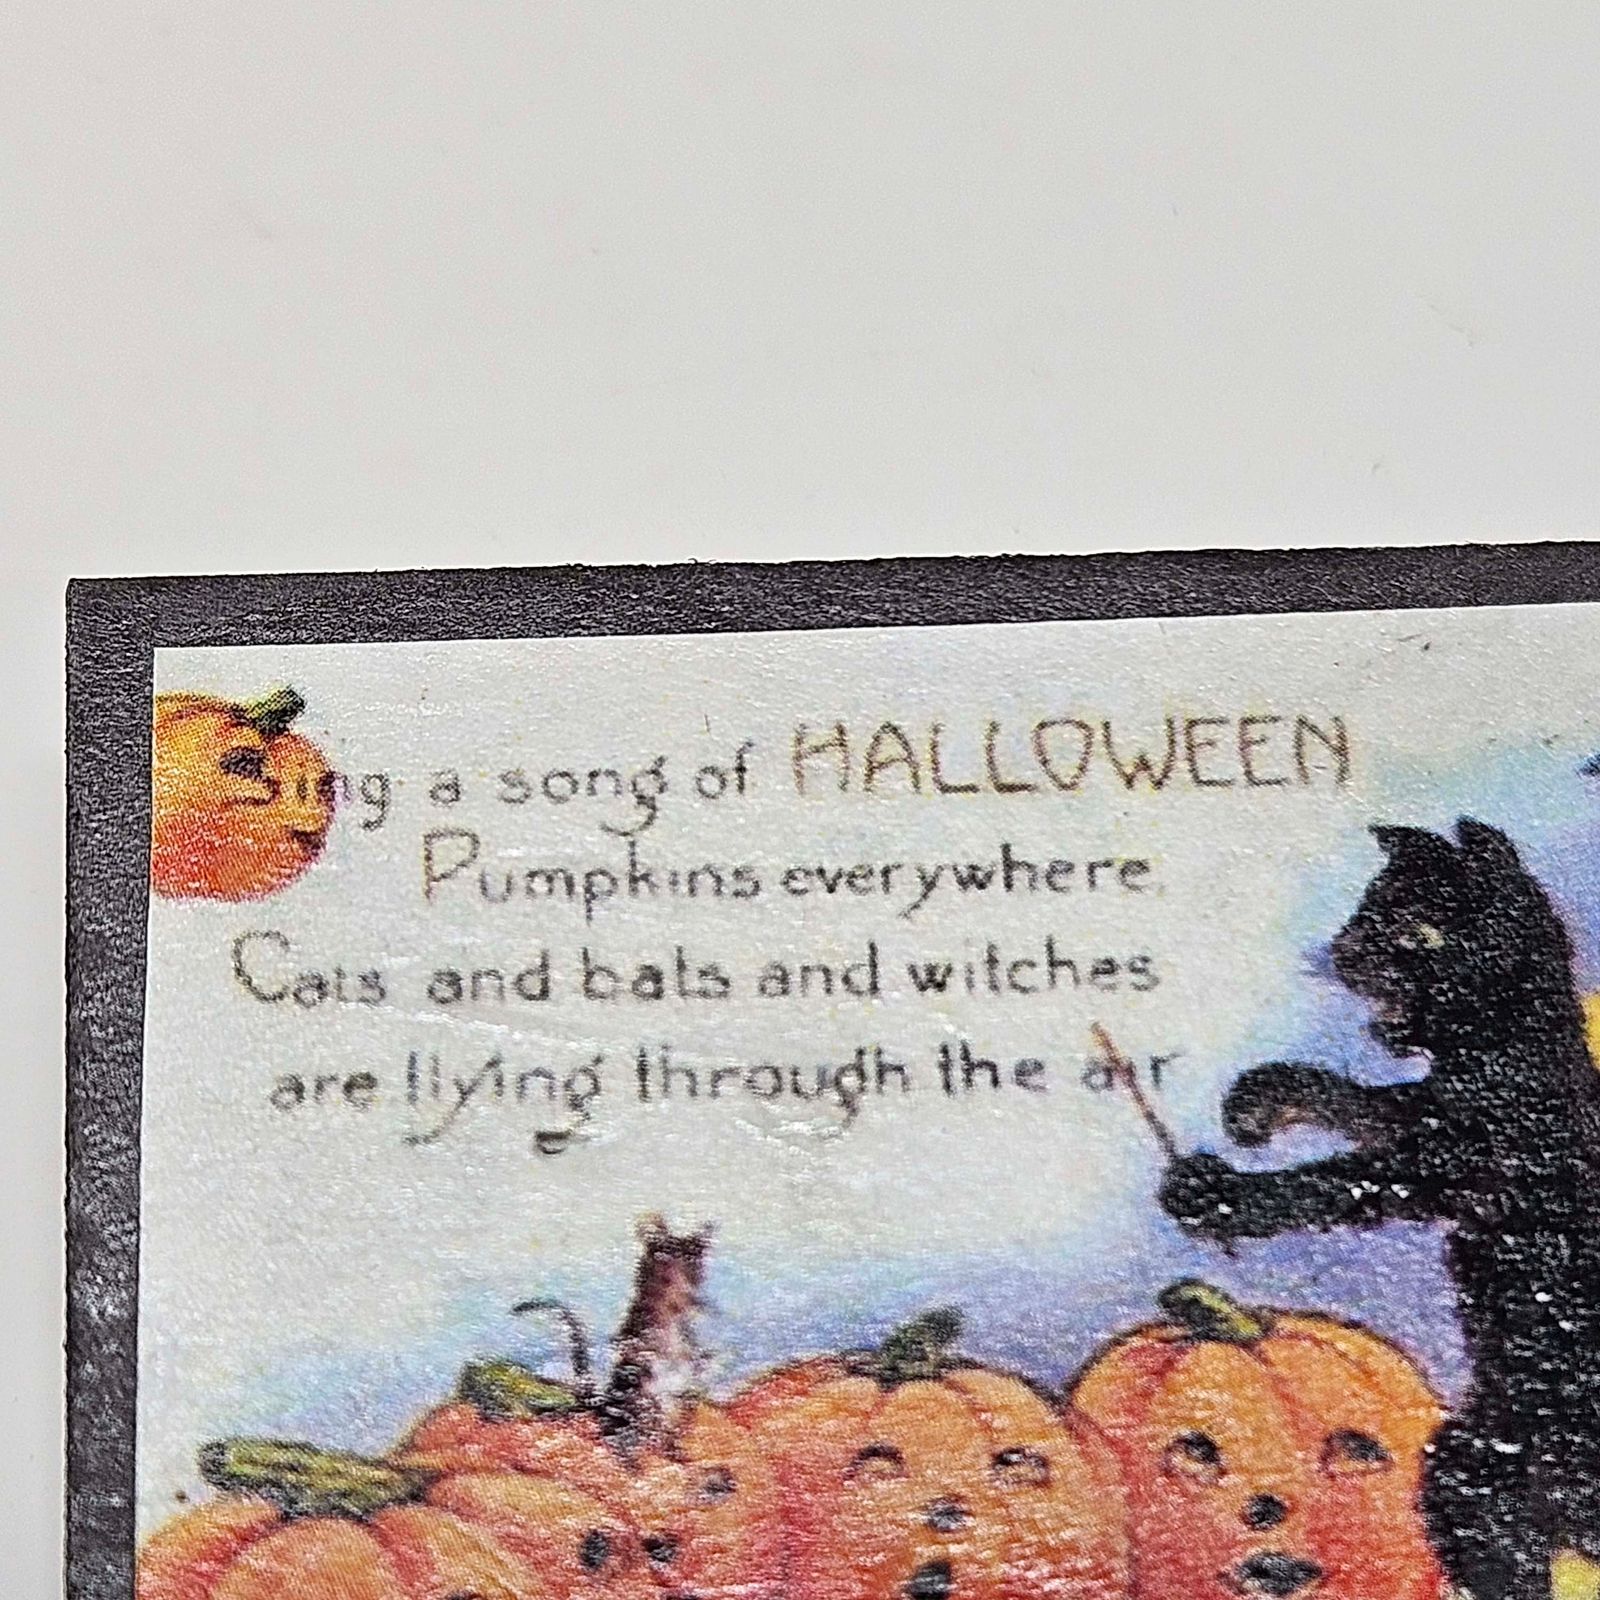 Sing a song of HALLOWEEN
Pumpkins everywhere,
Cats and bats and witches
are flying through the air